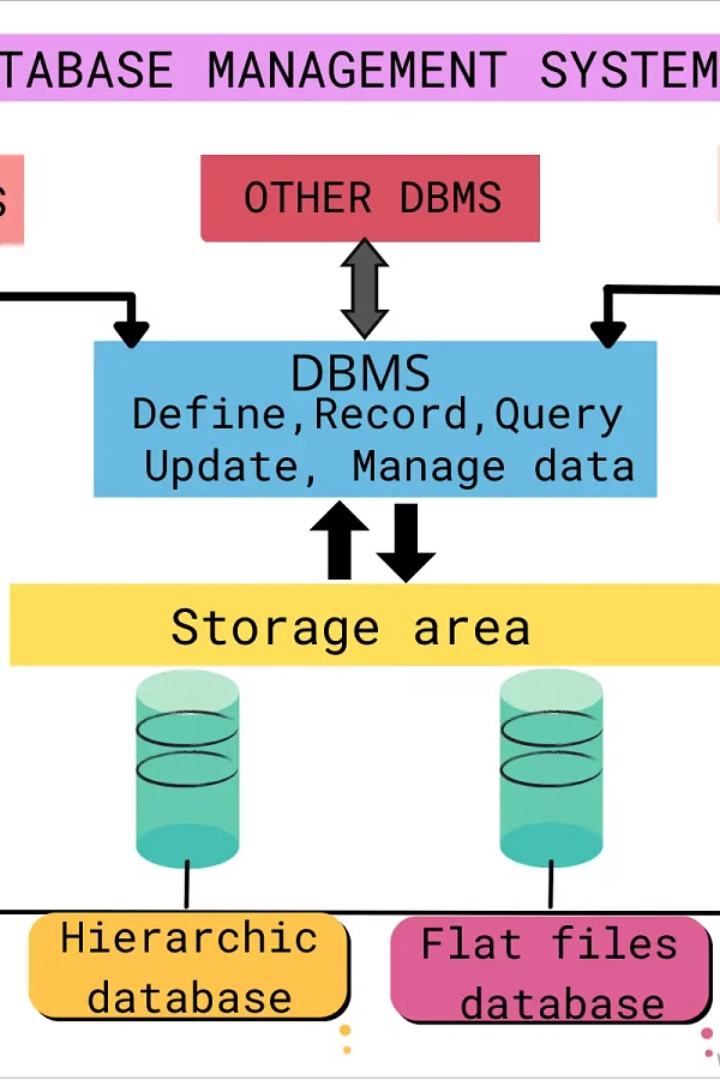 TABASE MANAGEMENT SYSTEM
S
OTHER DBMS
DBMS
Define,Record,Query
Update, Manage data
Storage area
Hierarchic
database
Flat files
database